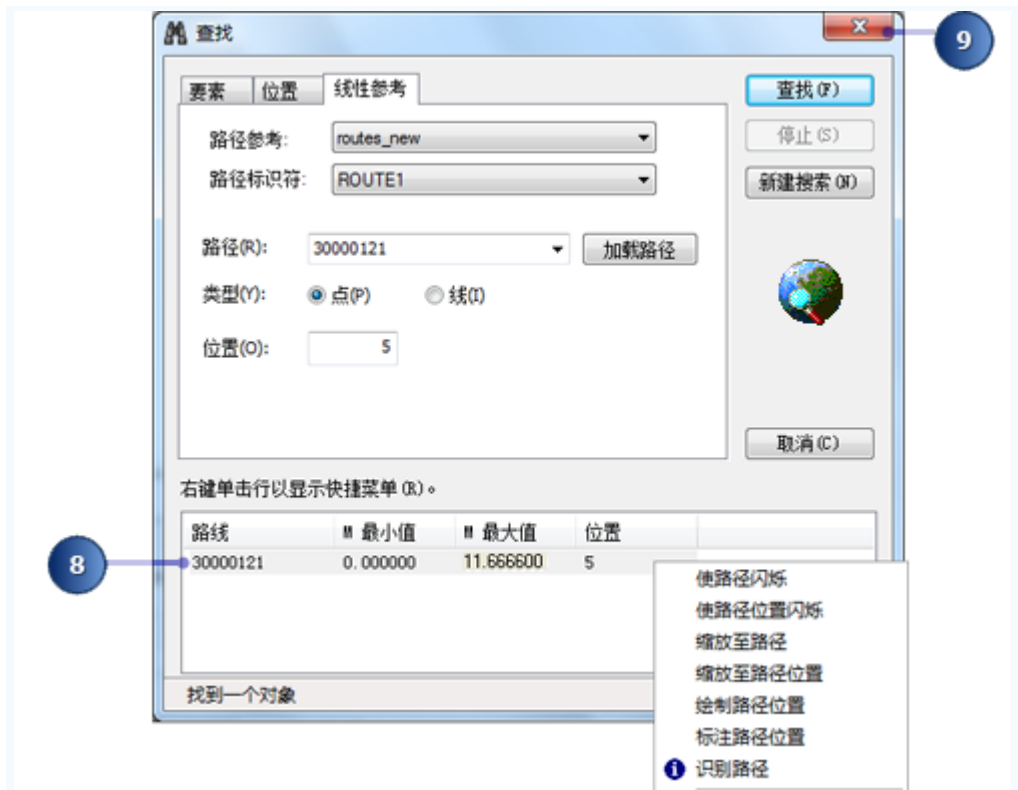 查找
9
要素 位置 线性参考
查找(F)
路径参考: routes_new
停止(S)
路径标识符: ROUTE1
新建搜索(N)
路径(R): 30000121 加载路径
类型(Y): 点(P) 线(I)
位置(O): 5
取消(C)
右键单击行以显示快捷菜单(R)。
路线 M 最小值 M 最大值 位置
8
30000121 0.000000 11.666600 5
使路径闪烁
使路径位置闪烁
缩放至路径
缩放至路径位置
找到一个对象
绘制路径位置
标注路径位置
识别路径